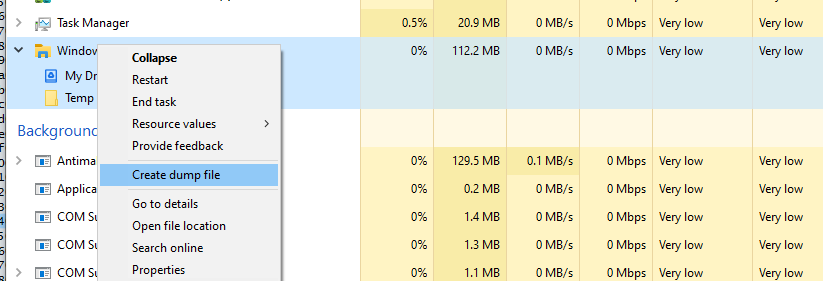 Task Manager 0.5% 20.9 MB 0 MB/s 0 Mbps Very low Very low
Window 0% 112.2 MB 0 MB/s 0 Mbps Very low Very low
Collapse
My Dr
Restart
Temp
End task
Resource values
Backgroun
Provide feedback
Antima 0% 129.5 MB 0.1 MB/s 0 Mbps Very low Very low
Create dump file
Applica 0% 0.2 MB 0 MB/s 0 Mbps Very low Very low
Go to details
COM Su 0% 1.4 MB 0 MB/s 0 Mbps Very low Very low
Open file location
COM Su 0% 1.3 MB 0 MB/s 0 Mbps Very low Very low
Search online
COM Su 0% 1.1 MB 0 MB/s 0 Mbps Very low Very low
Properties